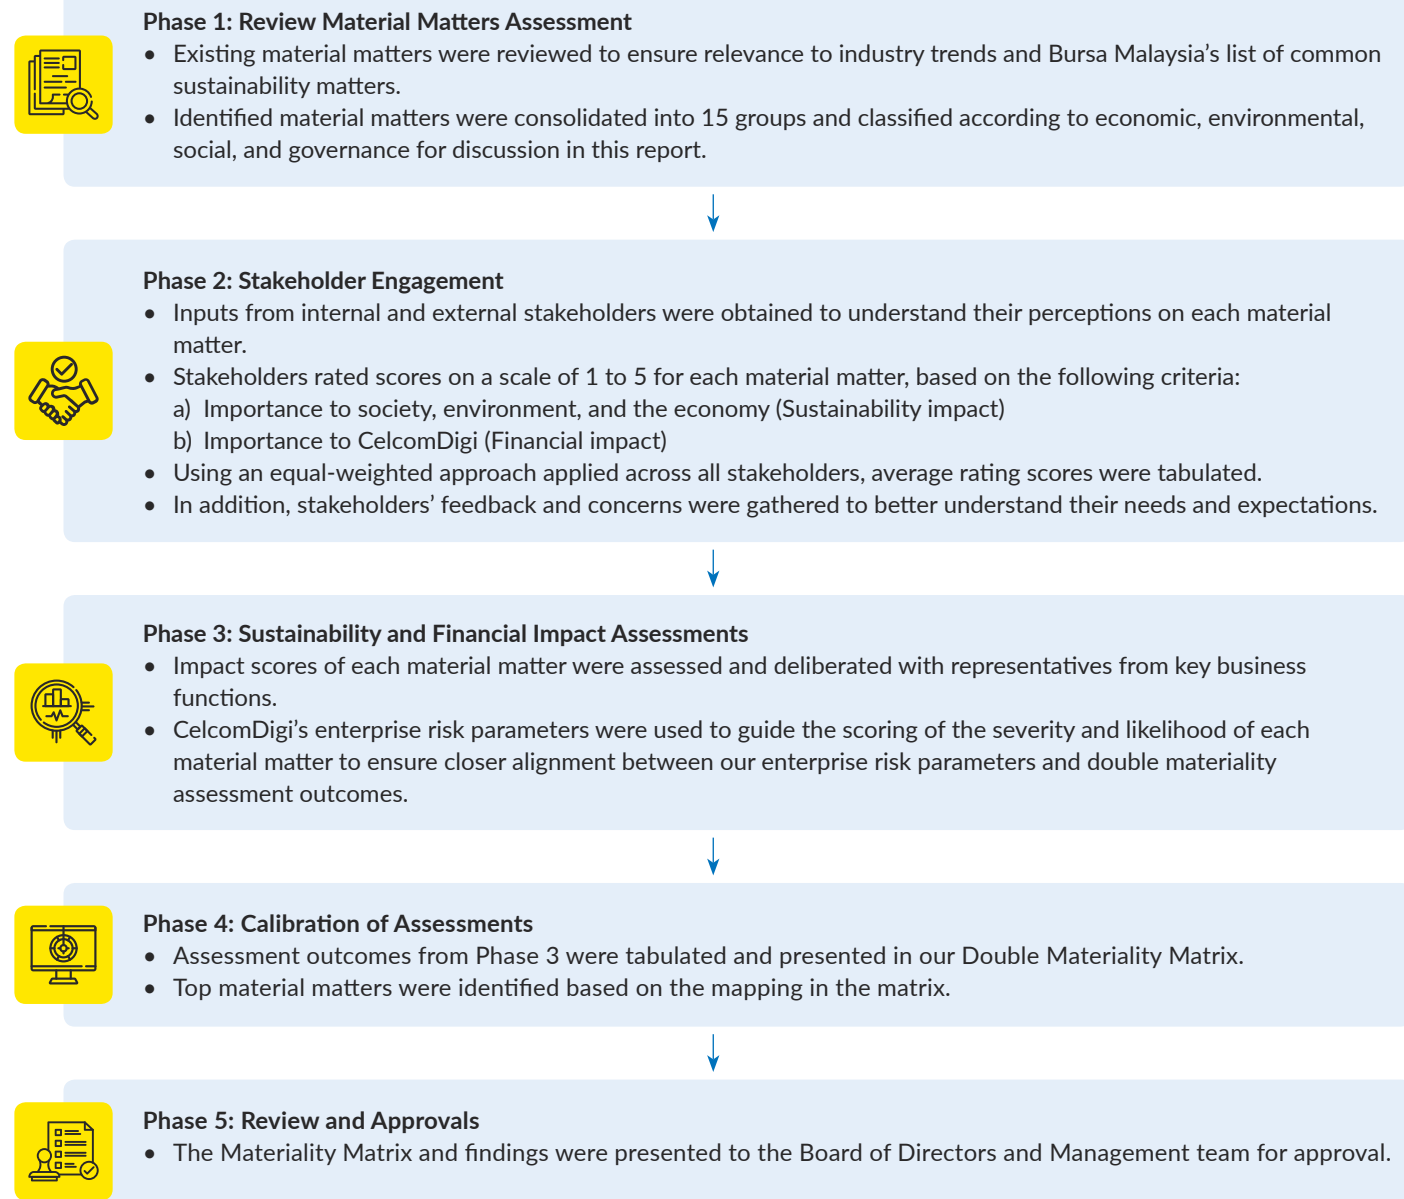 Phase 1: Review Material Matters Assessment
• Existing material matters were reviewed to ensure relevance to industry trends and Bursa Malaysia’s list of common
sustainability matters.
• Identified material matters were consolidated into 15 groups and classified according to economic, environmental,
social, and governance for discussion in this report.
Phase 2: Stakeholder Engagement
• Inputs from internal and external stakeholders were obtained to understand their perceptions on each material
matter.
• Stakeholders rated scores on a scale of 1 to 5 for each material matter, based on the following criteria:
a) Importance to society, environment, and the economy (Sustainability impact)
b) Importance to CelcomDigi (Financial impact)
• Using an equal-weighted approach applied across all stakeholders, average rating scores were tabulated.
• In addition, stakeholders’ feedback and concerns were gathered to better understand their needs and expectations.
Phase 3: Sustainability and Financial Impact Assessments
• Impact scores of each material matter were assessed and deliberated with representatives from key business
functions.
• CelcomDigi’s enterprise risk parameters were used to guide the scoring of the severity and likelihood of each
material matter to ensure closer alignment between our enterprise risk parameters and double materiality
assessment outcomes.
Phase 4: Calibration of Assessments
• Assessment outcomes from Phase 3 were tabulated and presented in our Double Materiality Matrix.
• Top material matters were identified based on the mapping in the matrix.
Phase 5: Review and Approvals
• The Materiality Matrix and findings were presented to the Board of Directors and Management team for approval.